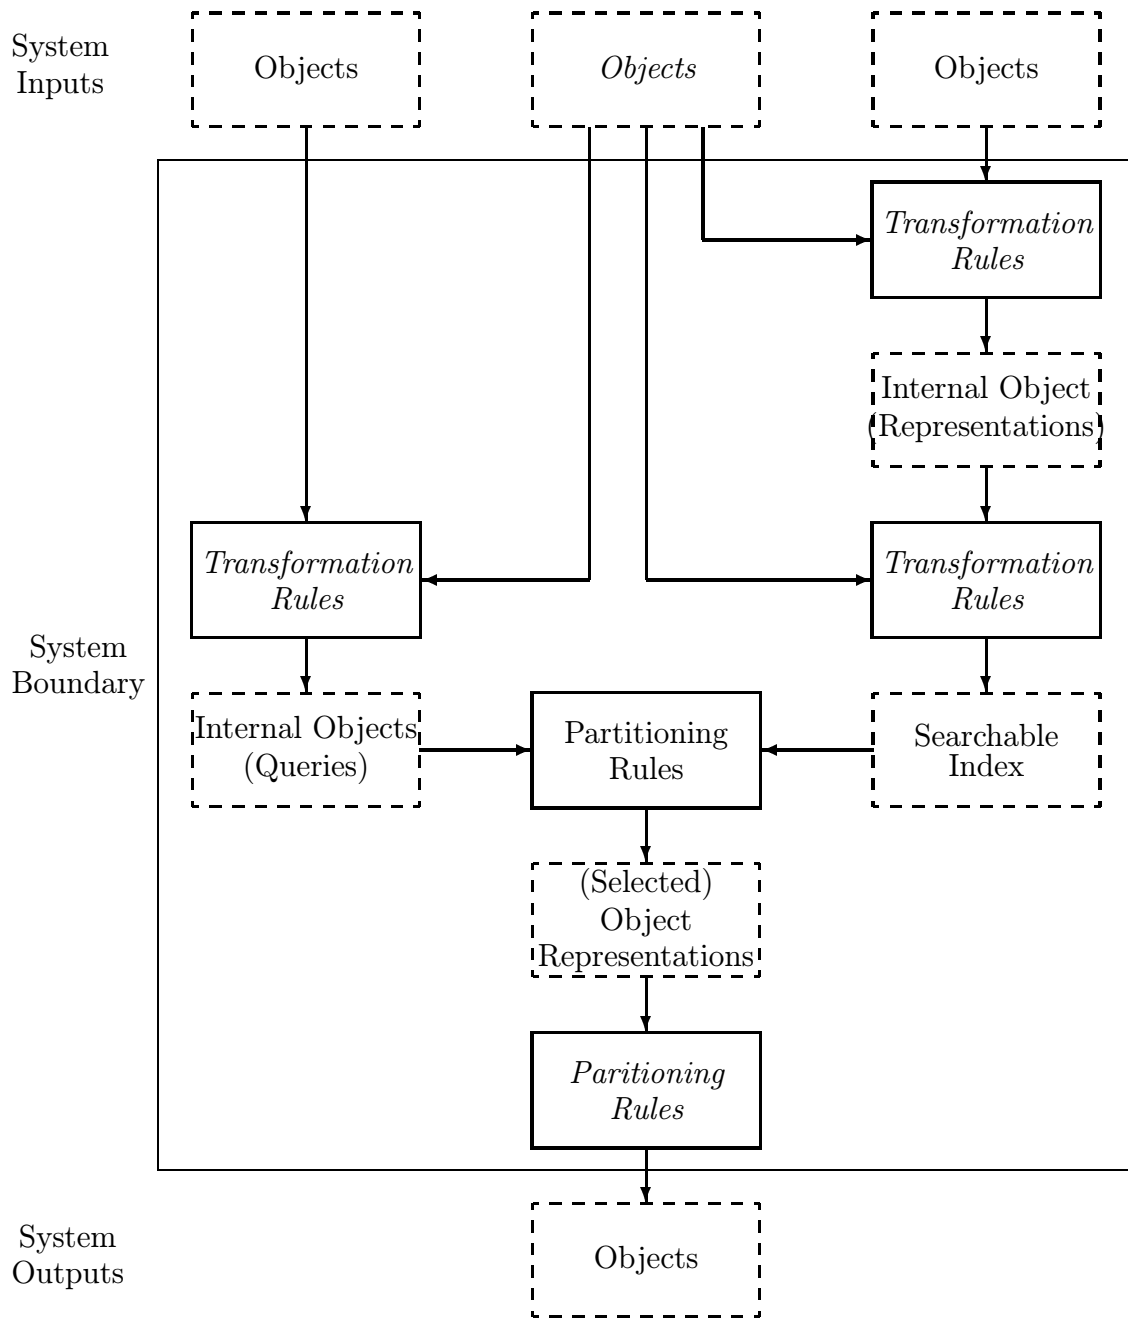 System
Inputs
Objects
Objects
Objects
Transformation
Rules
Internal Object
(Representations)
Transformation
Rules
Transformation
Rules
System
Boundary
Internal Objects
(Queries)
Partitioning
Rules
Searchable
Index
(Selected)
Object
Representations
Paritioning
Rules
System
Outputs
Objects